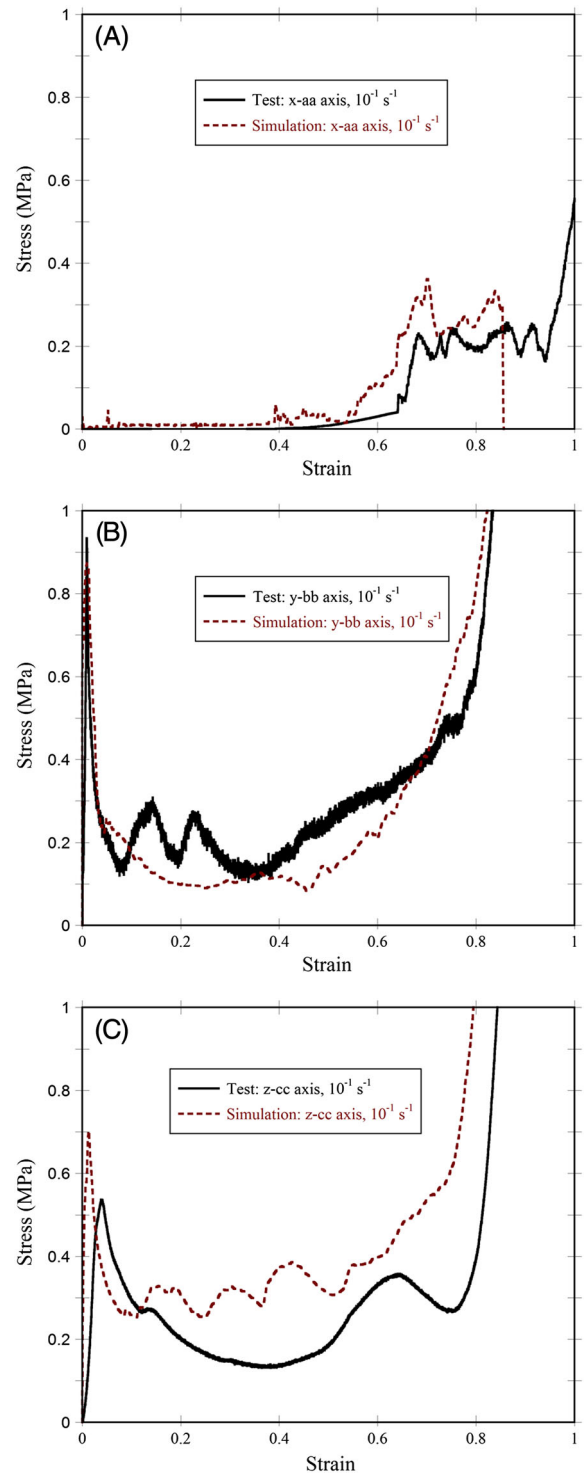 (A)
1
0.8
0.6
0.4
0.2
0
Stress (MPa)
Test: x-aa axis, 10⁻¹ s⁻¹
Simulation: x-aa axis, 10⁻¹ s⁻¹
0 0.2 0.4 0.6 0.8 1
Strain
(B)
1
0.8
0.6
0.4
0.2
0
Stress (MPa)
Test: y-bb axis, 10⁻¹ s⁻¹
Simulation: y-bb axis, 10⁻¹ s⁻¹
0 0.2 0.4 0.6 0.8 1
Strain
(C)
1
0.8
0.6
0.4
0.2
0
Stress (MPa)
Test: z-cc axis, 10⁻¹ s⁻¹
Simulation: z-cc axis, 10⁻¹ s⁻¹
0 0.2 0.4 0.6 0.8 1
Strain